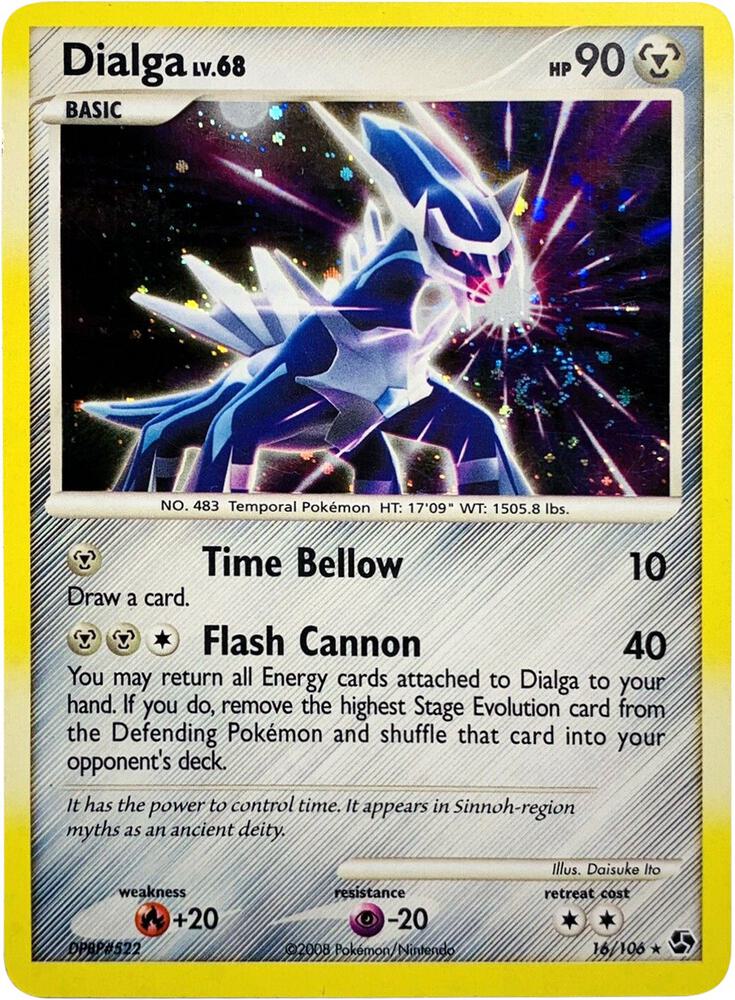 Dialga LV.68
HP 90
BASIC
NO. 483 Temporal Pokémon HT: 17'09" WT: 1505.8 lbs.
Time Bellow 10
Draw a card.
Flash Cannon 40
You may return all Energy cards attached to Dialga to your
hand. If you do, remove the highest Stage Evolution card from
the Defending Pokémon and shuffle that card into your
opponent's deck.
It has the power to control time. It appears in Sinnoh-region
myths as an ancient deity.
Illus. Daisuke Ito
weakness resistance retreat cost
+20 -20
DPBP#522 ©2008 Pokémon/Nintendo 16/106 ★